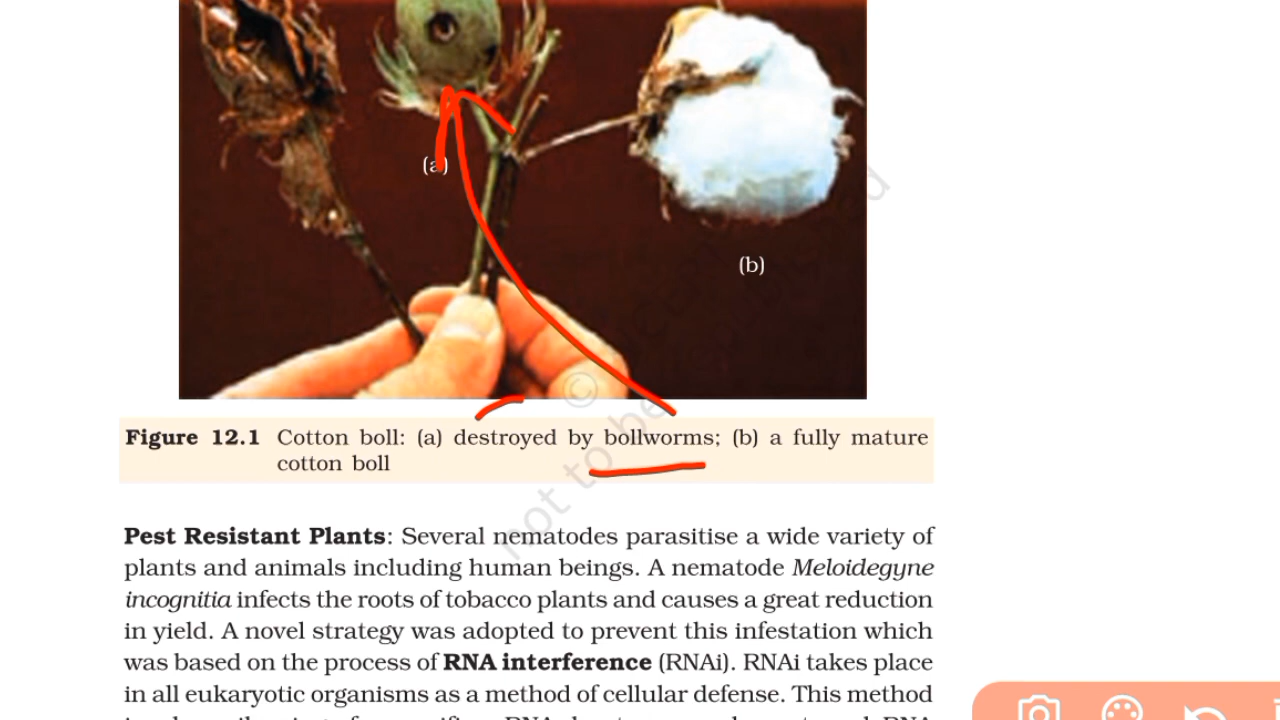 (a)
(b)
Figure 12.1 Cotton boll: (a) destroyed by bollworms; (b) a fully mature
cotton boll
© 
not to be
Pest Resistant Plants: Several nematodes parasitise a wide variety of
plants and animals including human beings. A nematode Meloidegyne
incognitia infects the roots of tobacco plants and causes a great reduction
in yield. A novel strategy was adopted to prevent this infestation which
was based on the process of RNA interference (RNAi). RNAi takes place
in all eukaryotic organisms as a method of cellular defense. This method